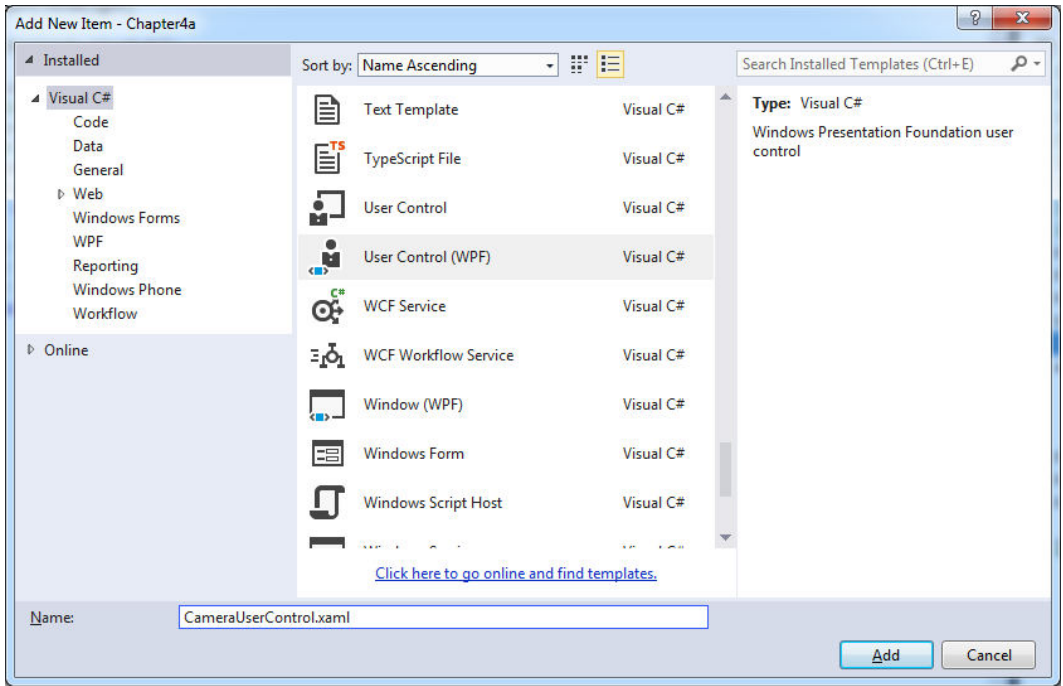 Add New Item - Chapter4a
Installed
Visual C#
Code
Data
General
Web
Windows Forms
WPF
Reporting
Windows Phone
Workflow
Online
Sort by: Name Ascending
Text Template Visual C#
TS
TypeScript File Visual C#
User Control Visual C#
User Control (WPF) Visual C#
C#
WCF Service Visual C#
WCF Workflow Service Visual C#
Window (WPF) Visual C#
Windows Form Visual C#
Windows Script Host Visual C#
Click here to go online and find templates.
Search Installed Templates (Ctrl+E)
Type: Visual C#
Windows Presentation Foundation user
control
Name: CameraUserControl.xaml
Add Cancel